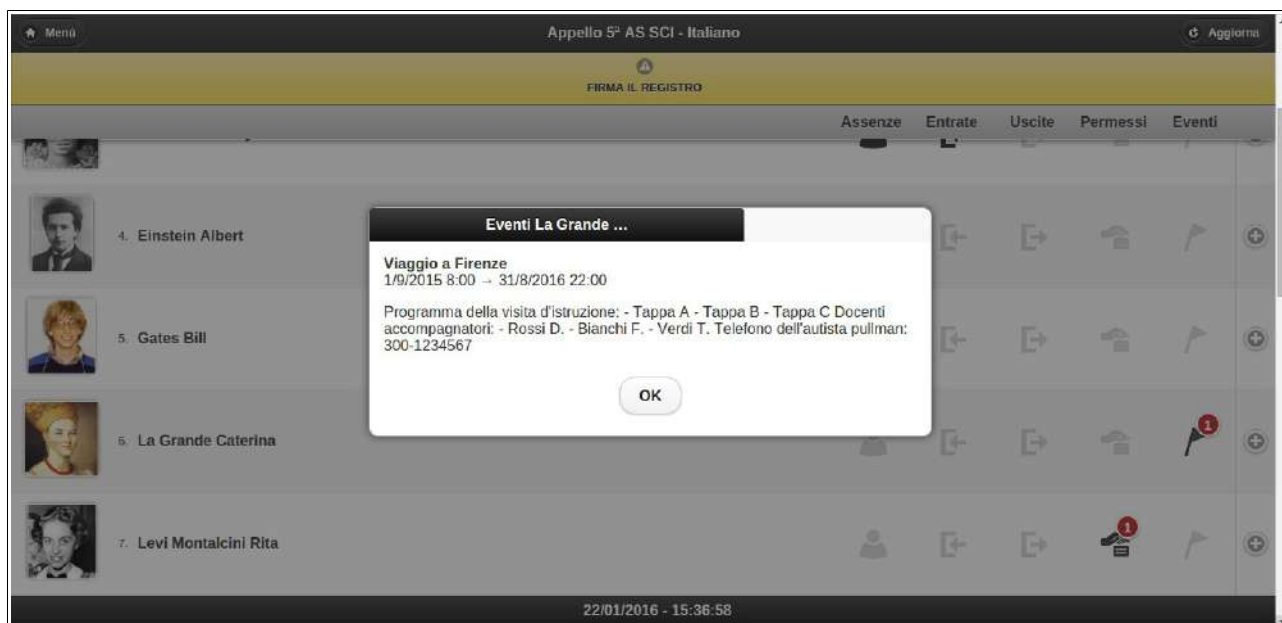 Menù
Appello 5ª AS SCI - Italiano
Aggiorna
FIRMA IL REGISTRO
Assenze Entrate Uscite Permessi Eventi
4. Einstein Albert
Eventi La Grande ...
Viaggio a Firenze
1/9/2015 8:00 → 31/8/2016 22:00
Programma della visita d'istruzione: - Tappa A - Tappa B - Tappa C Docenti
accompagnatori: - Rossi D. - Bianchi F. - Verdi T. Telefono dell'autista pullman:
300-1234567
OK
5. Gates Bill
6. La Grande Caterina
1
7. Levi Montalcini Rita
1
22/01/2016 - 15:36:58